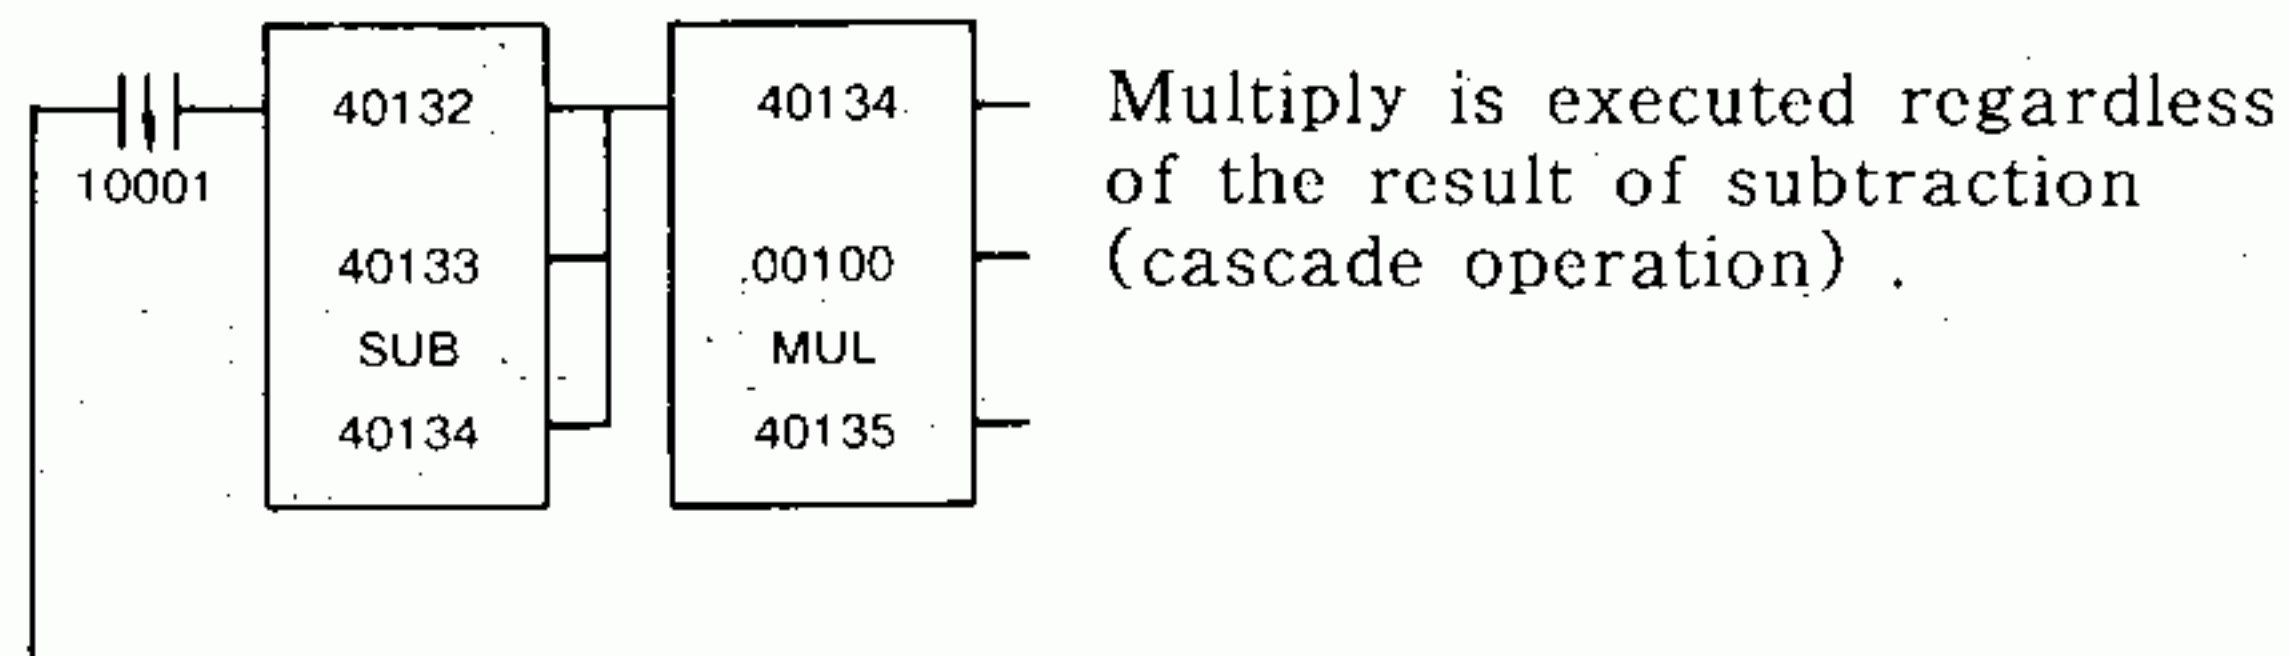 40132
10001
40133
SUB
40134
40134
00100
MUL
40135
Multiply is executed regardless
of the result of subtraction
(cascade operation) .